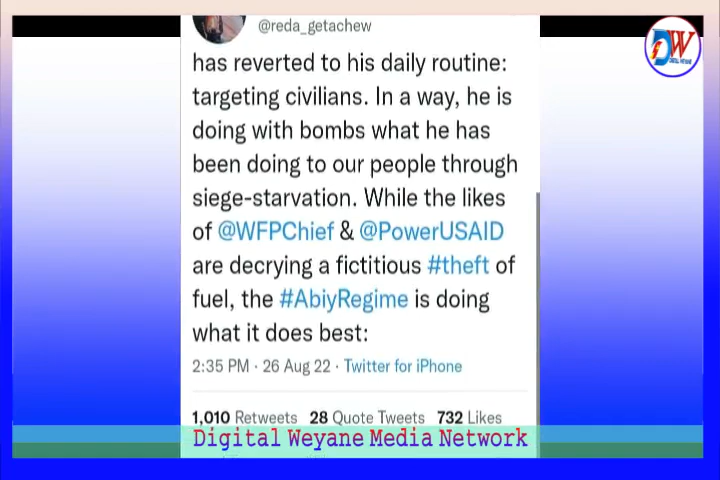 @reda_getachew
has reverted to his daily routine:
targeting civilians. In a way, he is
doing with bombs what he has
been doing to our people through
siege-starvation. While the likes
of @WFPChief & @PowerUSAID
are decrying a fictitious #theft of
fuel, the #AbiyRegime is doing
what it does best:
2:35 PM · 26 Aug 22 · Twitter for iPhone
1,010 Retweets 28 Quote Tweets 732 Likes
Digital Weyane Media Network
DW
DIGITAL WEYANE